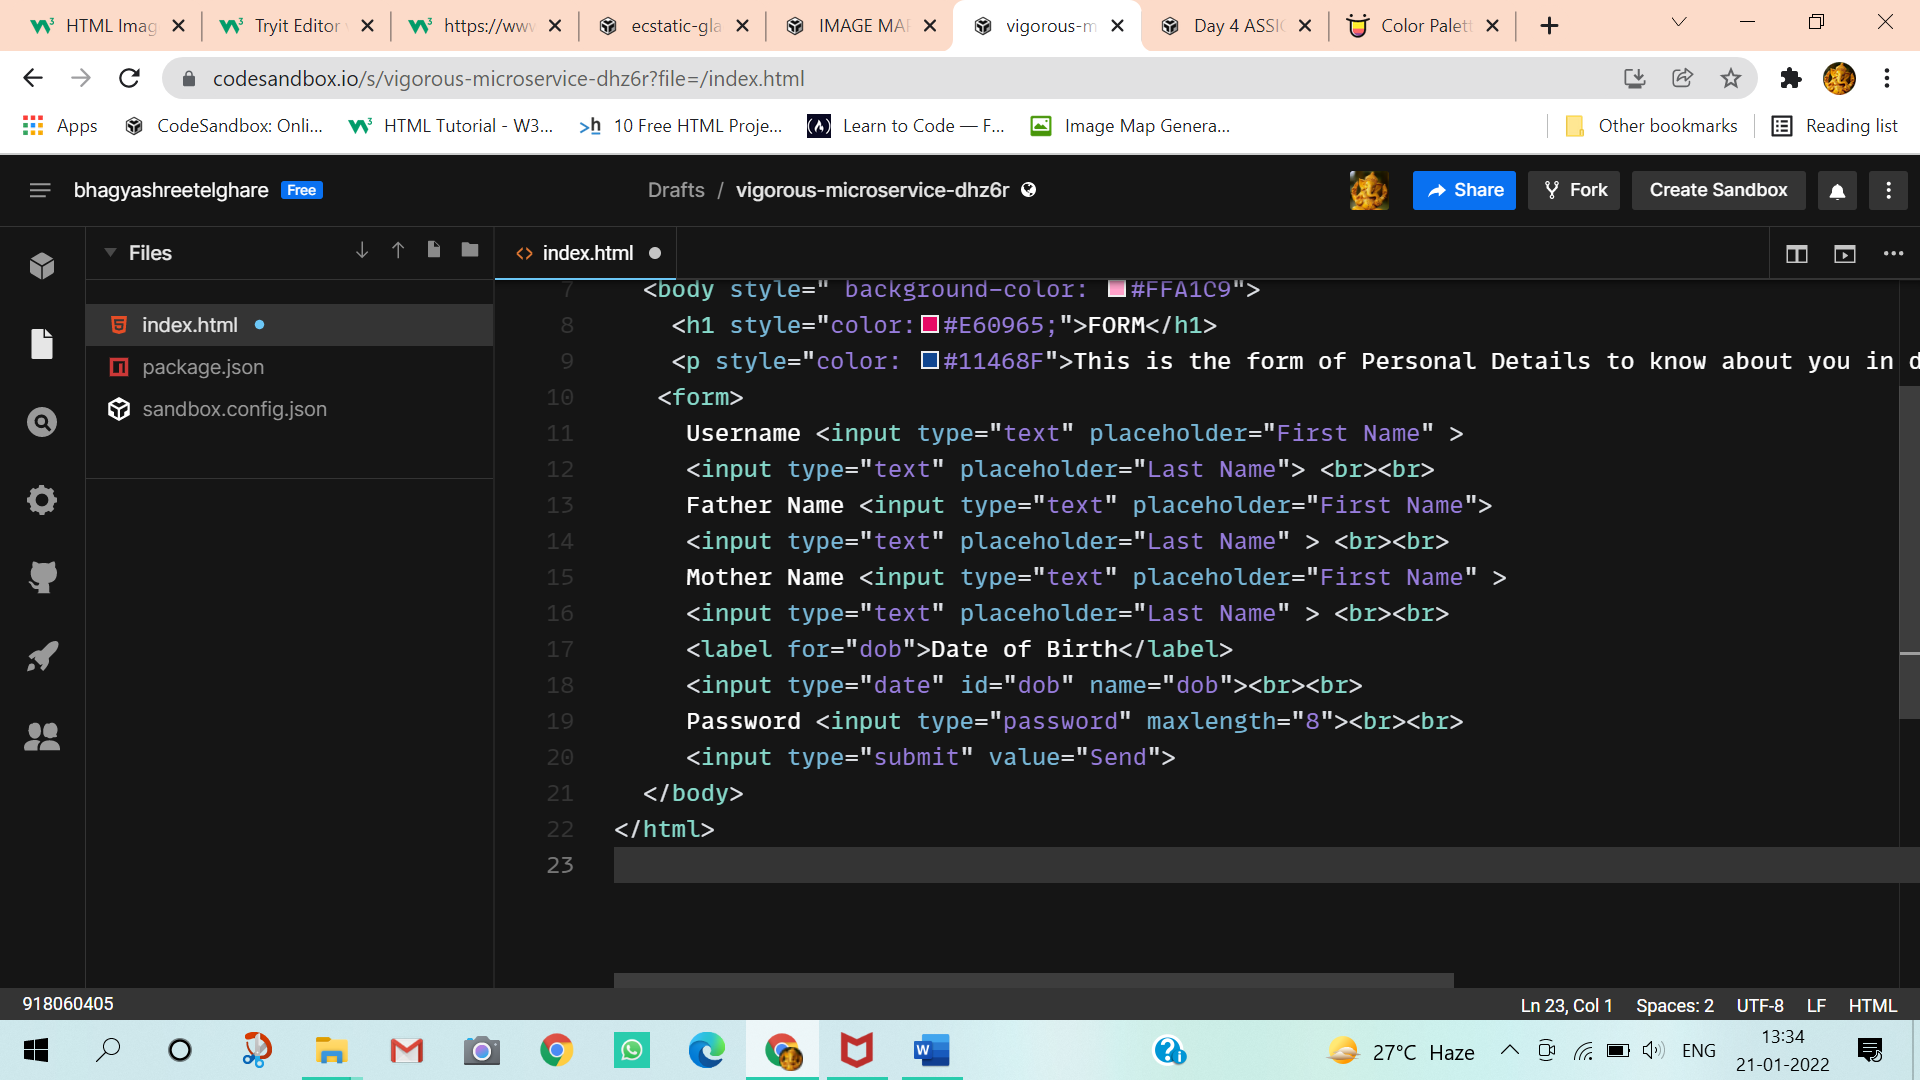 HTML Imag
Tryit Editor
https://www
ecstatic-gla
IMAGE MAP
vigorous-m
Day 4 ASSI
Color Palett
codesandbox.io/s/vigorous-microservice-dhz6r?file=/index.html
Apps
CodeSandbox: Onli...
HTML Tutorial - W3...
10 Free HTML Proje...
Learn to Code — F...
Image Map Genera...
Other bookmarks
Reading list
bhagyashreetelghare Free
Drafts / vigorous-microservice-dhz6r
Share
Fork
Create Sandbox
Files
index.html
index.html
package.json
sandbox.config.json
7 <body style=" background-color: #FFA1C9">
8 <h1 style="color:#E60965;">FORM</h1>
9 <p style="color: #11468F">This is the form of Personal Details to know about you in d
10 <form>
11 Username <input type="text" placeholder="First Name" >
12 <input type="text" placeholder="Last Name"> <br><br>
13 Father Name <input type="text" placeholder="First Name">
14 <input type="text" placeholder="Last Name" > <br><br>
15 Mother Name <input type="text" placeholder="First Name" >
16 <input type="text" placeholder="Last Name" > <br><br>
17 <label for="dob">Date of Birth</label>
18 <input type="date" id="dob" name="dob"><br><br>
19 Password <input type="password" maxlength="8"><br><br>
20 <input type="submit" value="Send">
21 </body>
22 </html>
23
918060405
Ln 23, Col 1 Spaces: 2 UTF-8 LF HTML
27°C Haze
ENG
13:34
21-01-2022